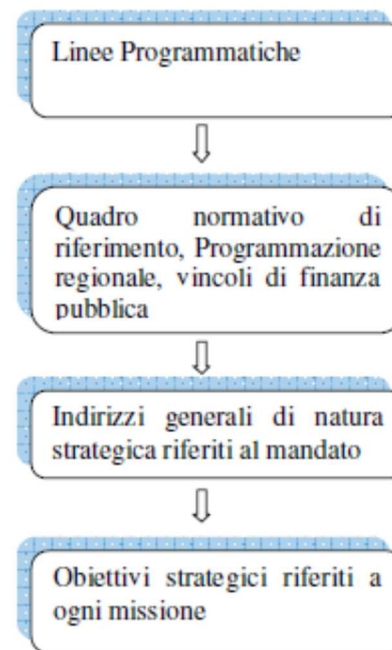 Linee Programmatiche
Quadro normativo di
riferimento, Programmazione
regionale, vincoli di finanza
pubblica
Indirizzi generali di natura
strategica riferiti al mandato
Obiettivi strategici riferiti a
ogni missione